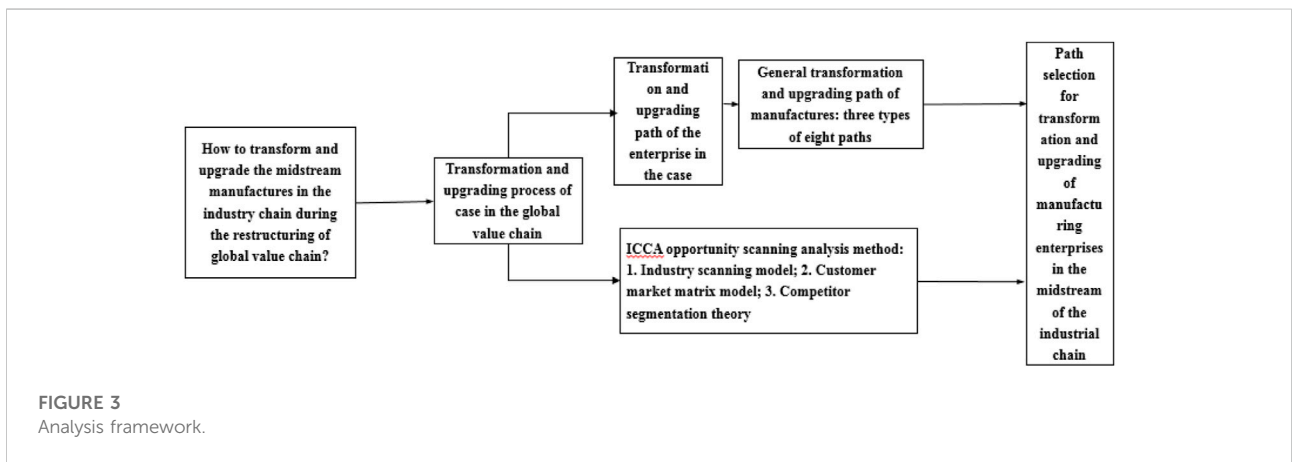 How to transform and
upgrade the midstream
manufactures in the
industry chain during
the restructuring of
global value chain?
Transformation and
upgrading process of
case in the global
value chain
Transformati
on and
upgrading
path of the
enterprise in
the case
General transformation
and upgrading path of
manufactures: three types
of eight paths
ICCA opportunity scanning analysis method:
1. Industry scanning model; 2. Customer
market matrix model; 3. Competitor
segmentation theory
Path
selection
for
transform
ation and
upgrading
of
manufactu
ring
enterprises
in the
midstream
of the
industrial
chain
FIGURE 3
Analysis framework.